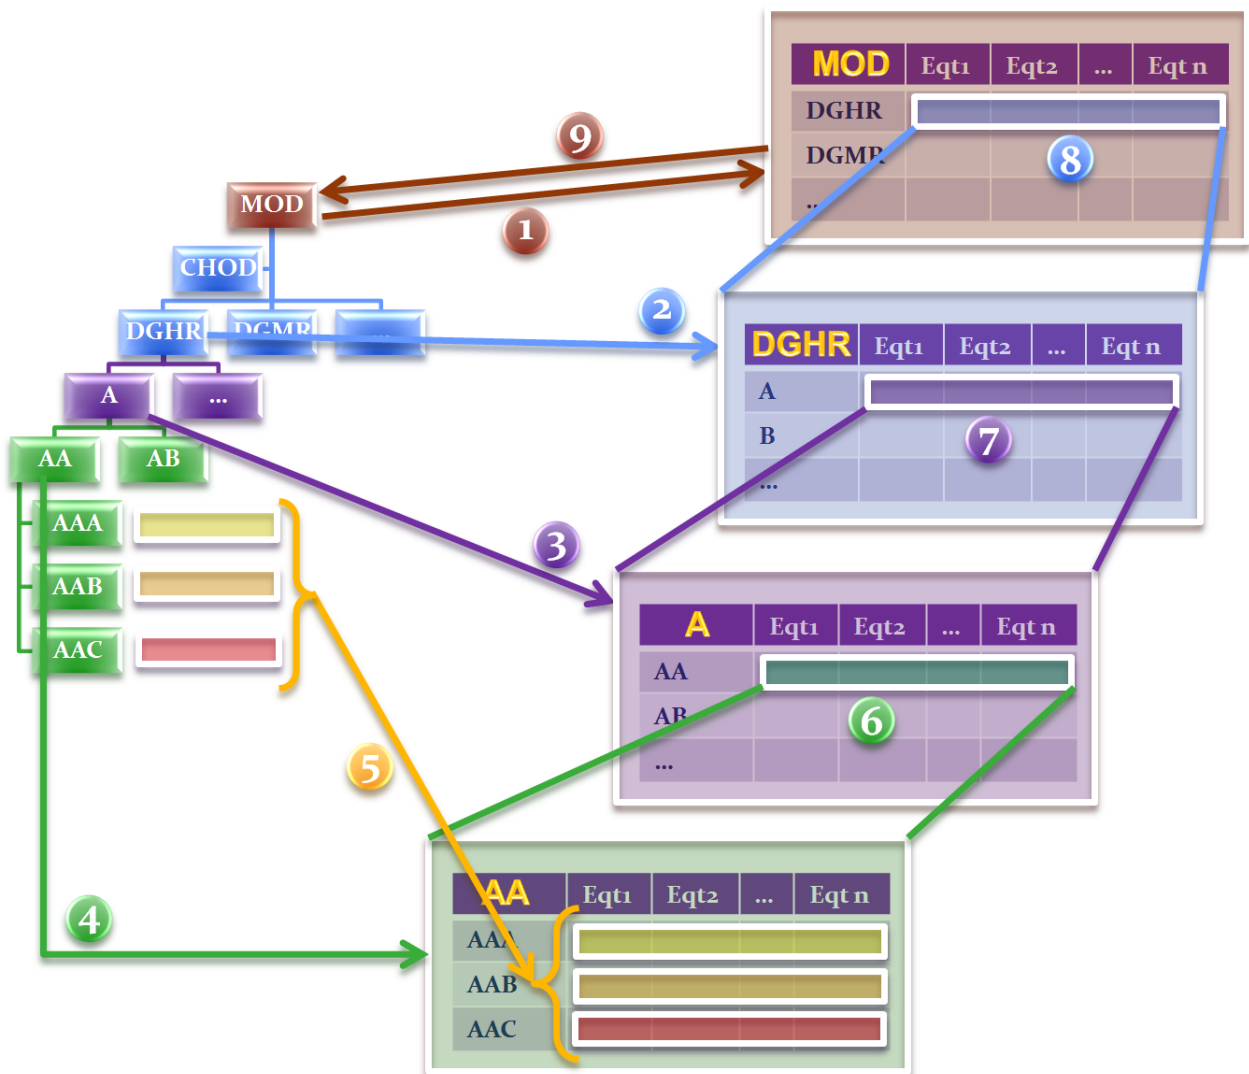 MOD Eqt1 Eqt2 ... Eqt n
DGHR
DGMR
...
8
9
1
MOD
CHOD
DGHR DGMR ...
2
DGHR Eqt1 Eqt2 ... Eqt n
A
B
...
7
A ...
AA AB
AAA
AAB
AAC
3
A Eqt1 Eqt2 ... Eqt n
AA
AB
...
6
5
4
AA Eqt1 Eqt2 ... Eqt n
AAA
AAB
AAC